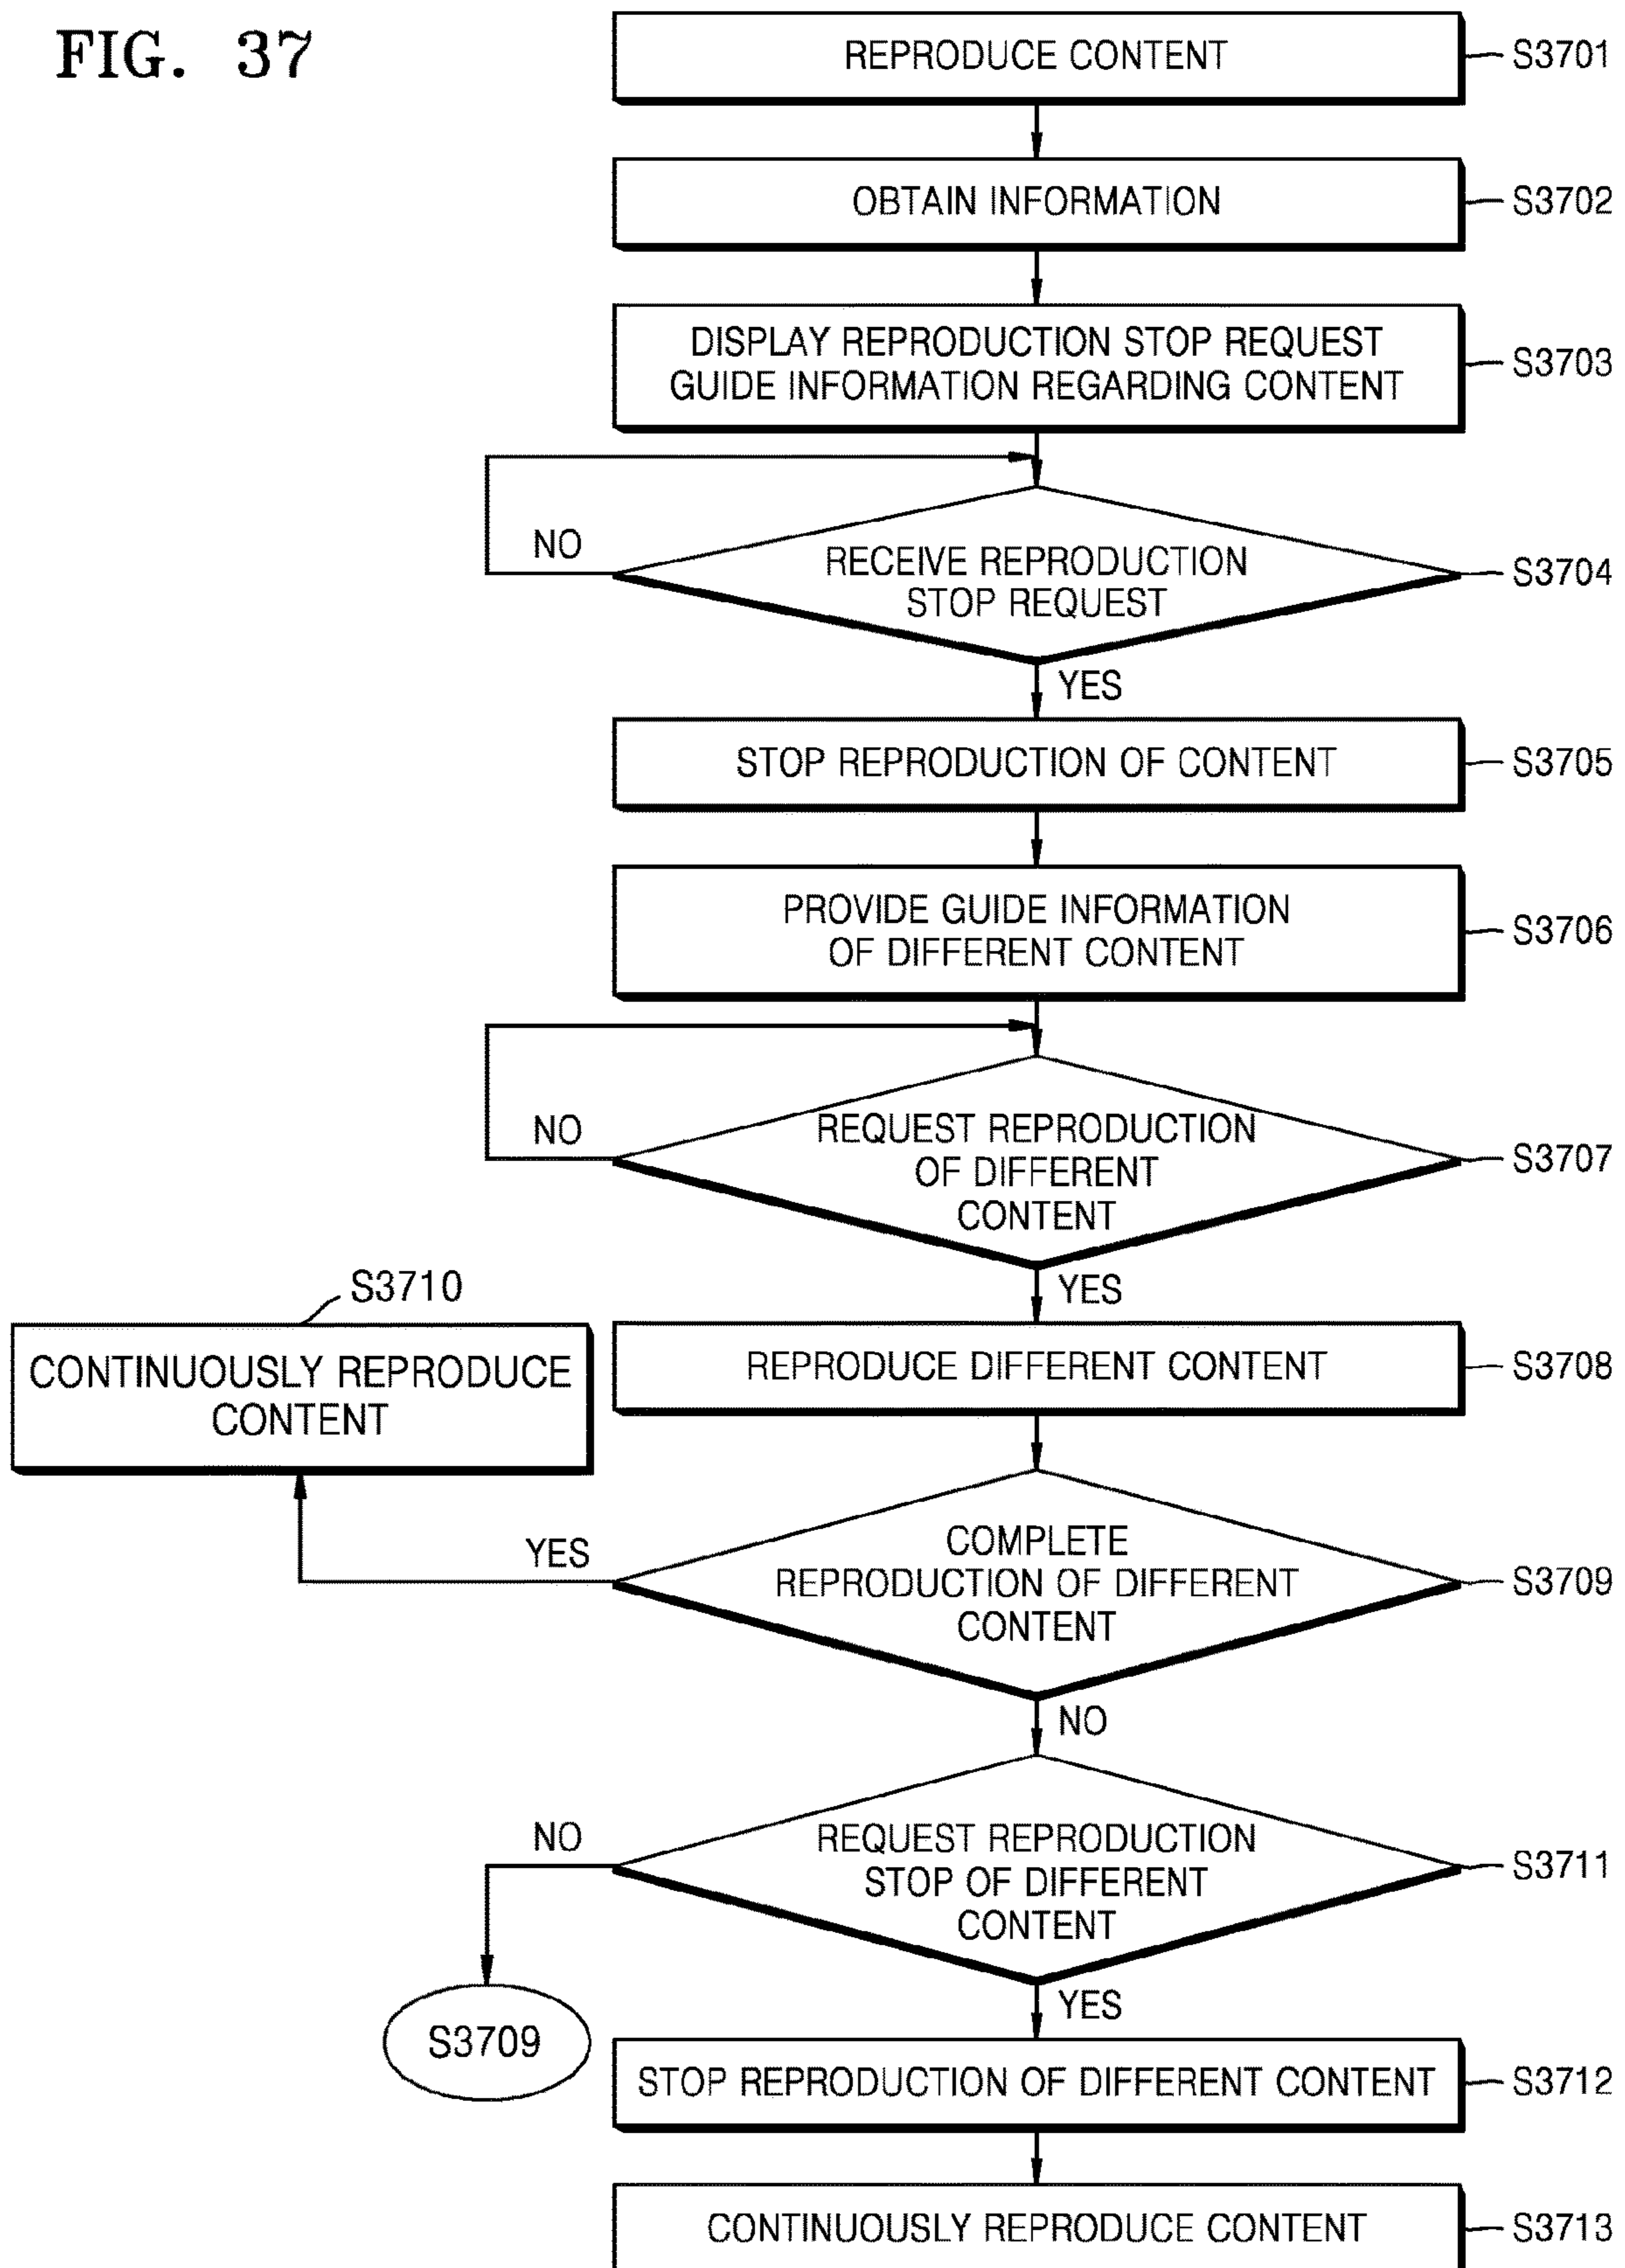 FIG. 37
REPRODUCE CONTENT
S3701
OBTAIN INFORMATION
S3702
DISPLAY REPRODUCTION STOP REQUEST
GUIDE INFORMATION REGARDING CONTENT
S3703
NO
RECEIVE REPRODUCTION
STOP REQUEST
S3704
YES
STOP REPRODUCTION OF CONTENT
S3705
PROVIDE GUIDE INFORMATION
OF DIFFERENT CONTENT
S3706
NO
REQUEST REPRODUCTION
OF DIFFERENT
CONTENT
S3707
YES
S3710
CONTINUOUSLY REPRODUCE
CONTENT
REPRODUCE DIFFERENT CONTENT
S3708
YES
COMPLETE
REPRODUCTION OF DIFFERENT
CONTENT
S3709
NO
NO
REQUEST REPRODUCTION
STOP OF DIFFERENT
CONTENT
S3711
YES
S3709
STOP REPRODUCTION OF DIFFERENT CONTENT
S3712
CONTINUOUSLY REPRODUCE CONTENT
S3713